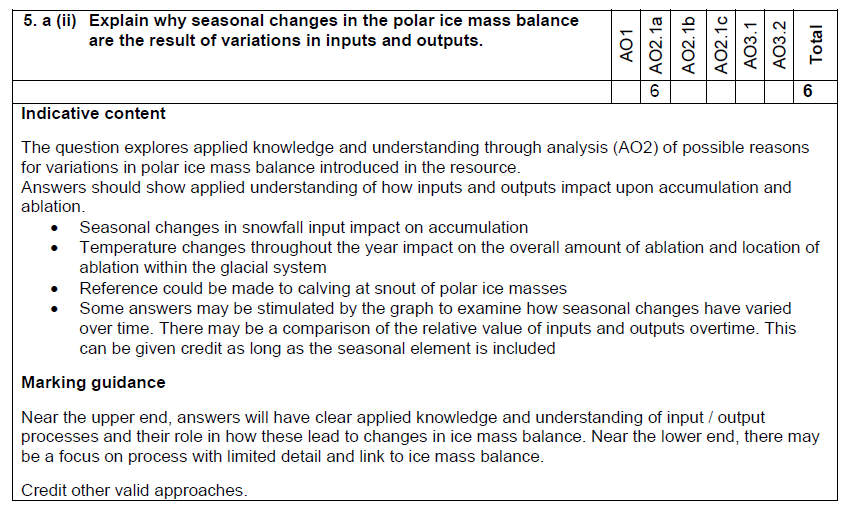 5. a (ii) Explain why seasonal changes in the polar ice mass balance
are the result of variations in inputs and outputs.
AO1
AO2.1a
AO2.1b
AO2.1c
AO3.1
AO3.2
Total
6
6
Indicative content
The question explores applied knowledge and understanding through analysis (AO2) of possible reasons
for variations in polar ice mass balance introduced in the resource.
Answers should show applied understanding of how inputs and outputs impact upon accumulation and
ablation.
• Seasonal changes in snowfall input impact on accumulation
• Temperature changes throughout the year impact on the overall amount of ablation and location of
ablation within the glacial system
• Reference could be made to calving at snout of polar ice masses
• Some answers may be stimulated by the graph to examine how seasonal changes have varied
over time. There may be a comparison of the relative value of inputs and outputs overtime. This
can be given credit as long as the seasonal element is included
Marking guidance
Near the upper end, answers will have clear applied knowledge and understanding of input / output
processes and their role in how these lead to changes in ice mass balance. Near the lower end, there may
be a focus on process with limited detail and link to ice mass balance.
Credit other valid approaches.